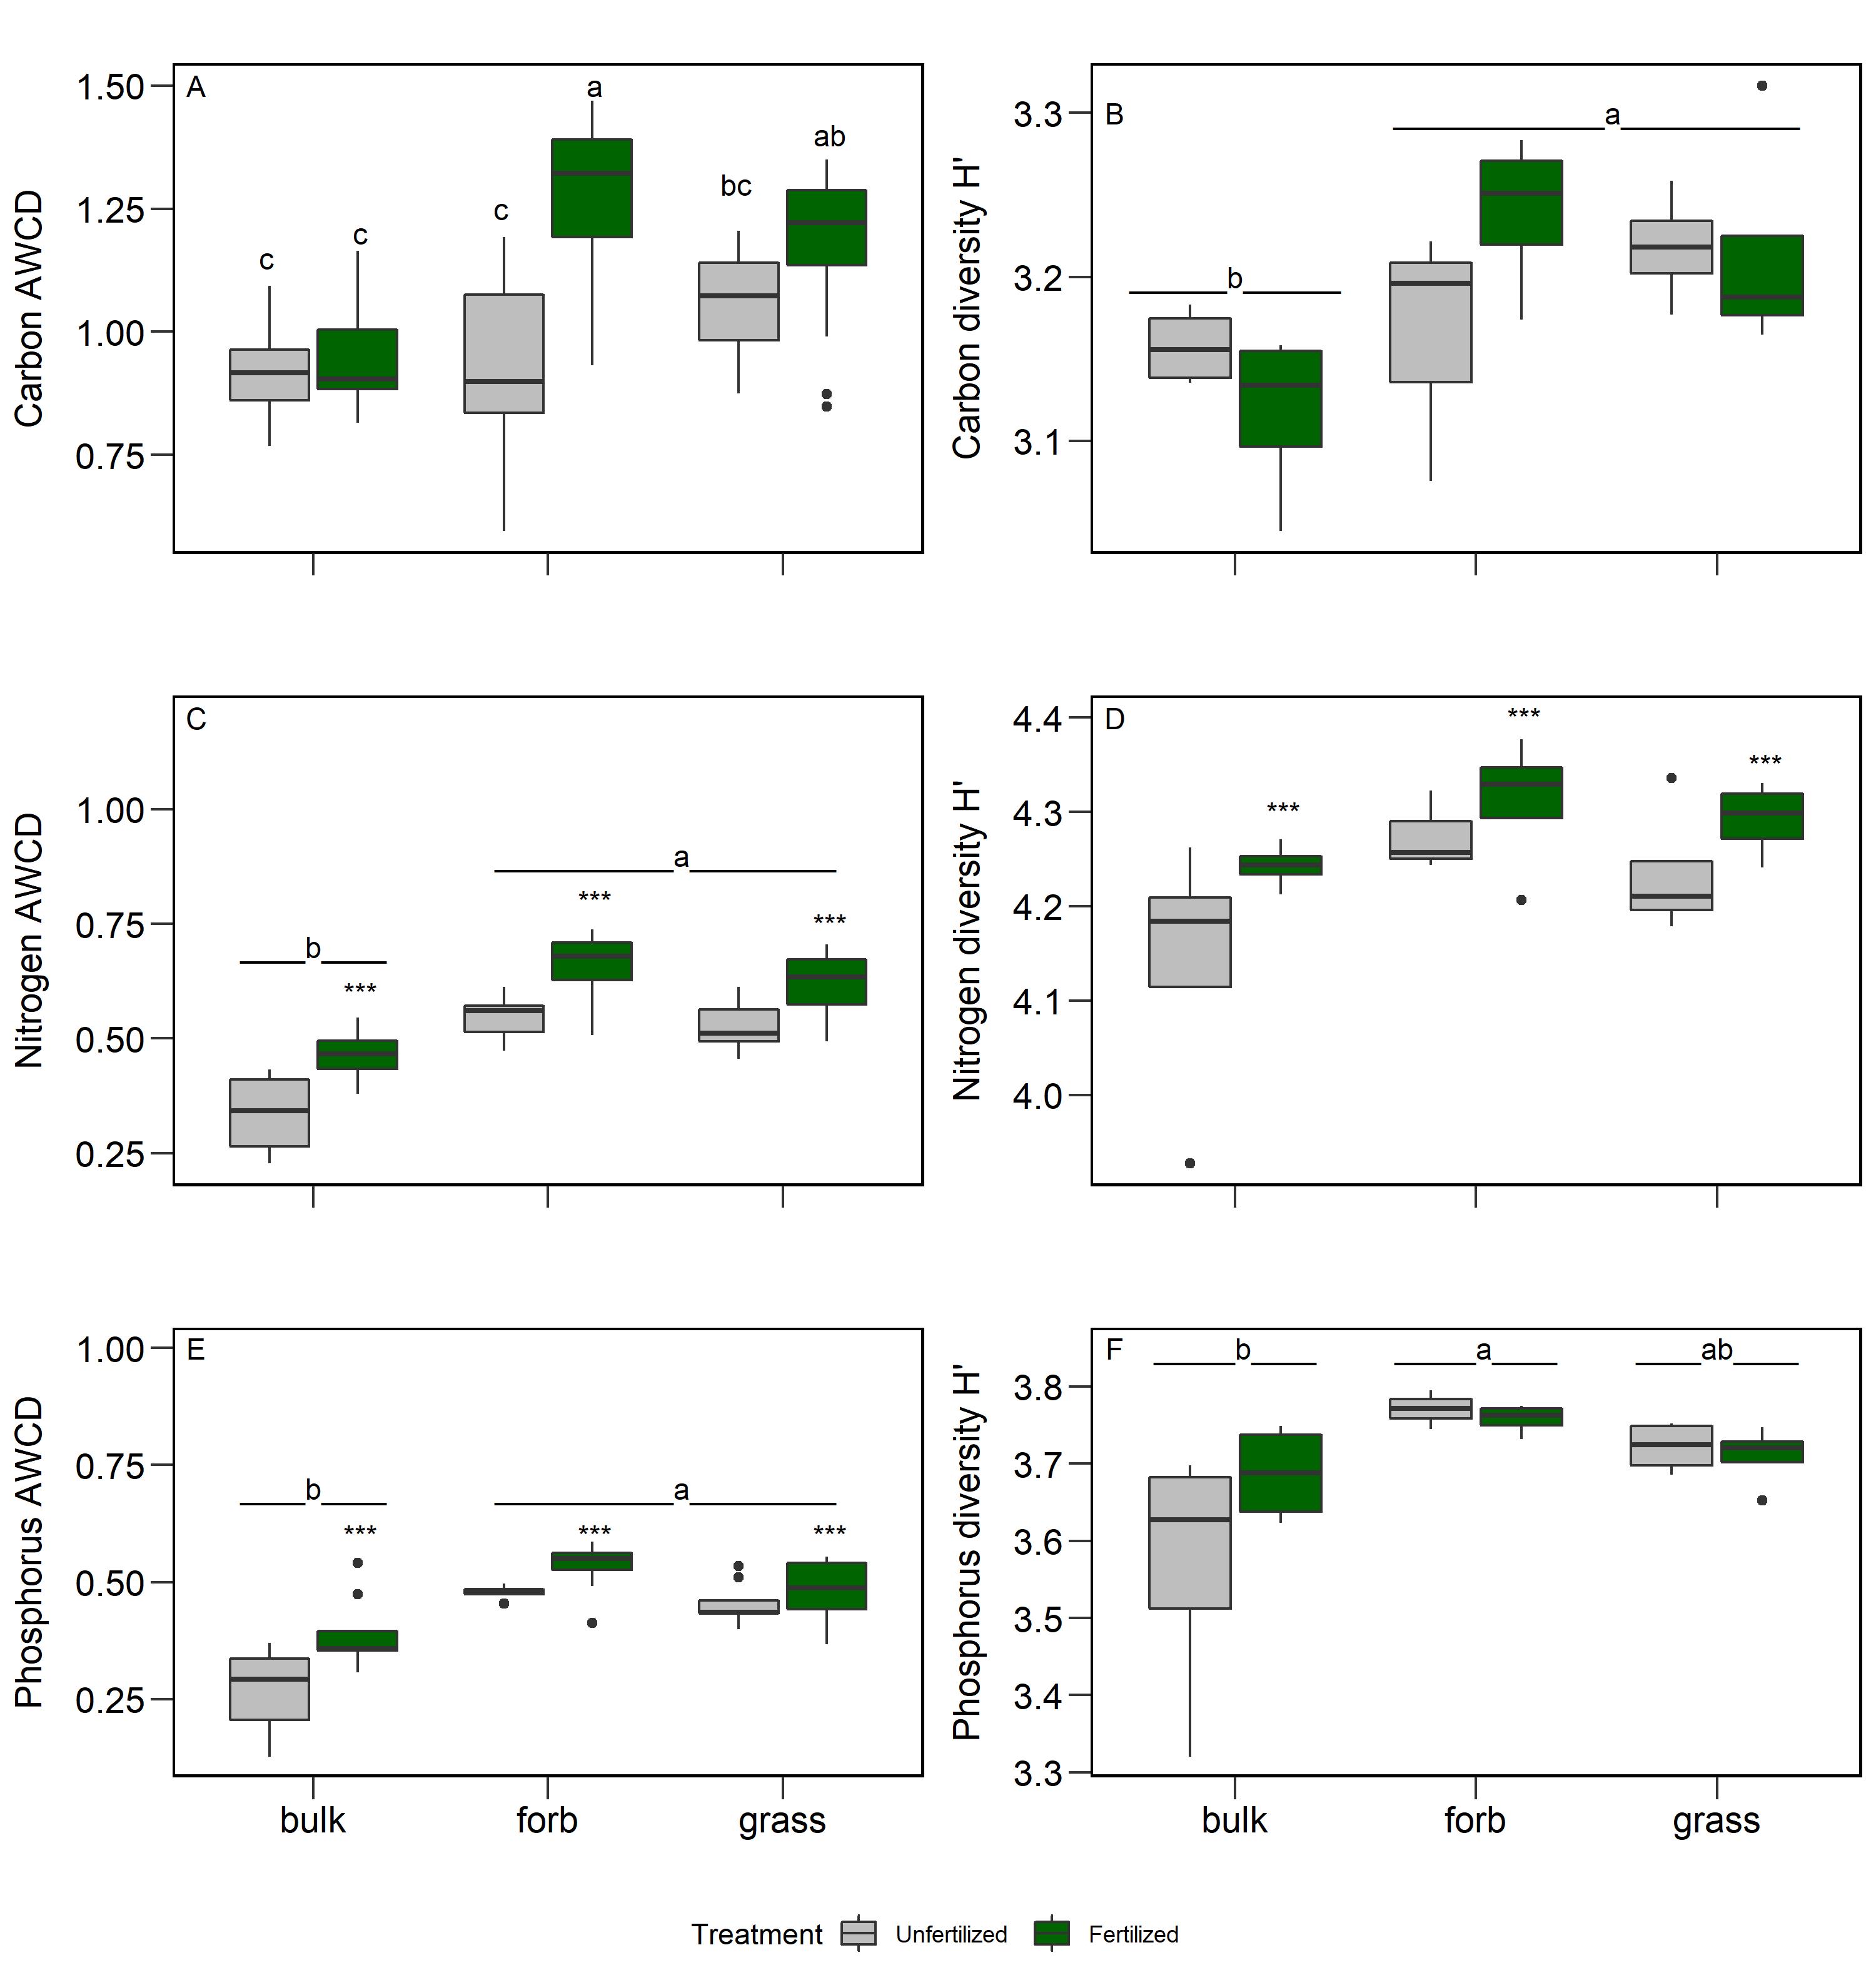 A
Carbon AWCD
1.50
1.25
1.00
0.75
c
c
c
a
bc
ab
B
Carbon diversity H'
3.3
3.2
3.1
b
a
C
Nitrogen AWCD
1.00
0.75
0.50
0.25
b
***
a
***
***
D
Nitrogen diversity H'
4.4
4.3
4.2
4.1
4.0
***
***
***
E
Phosphorus AWCD
1.00
0.75
0.50
0.25
b
***
a
***
***
bulk forb grass
F
Phosphorus diversity H'
3.8
3.7
3.6
3.5
3.4
3.3
b
a
ab
bulk forb grass
Treatment Unfertilized Fertilized